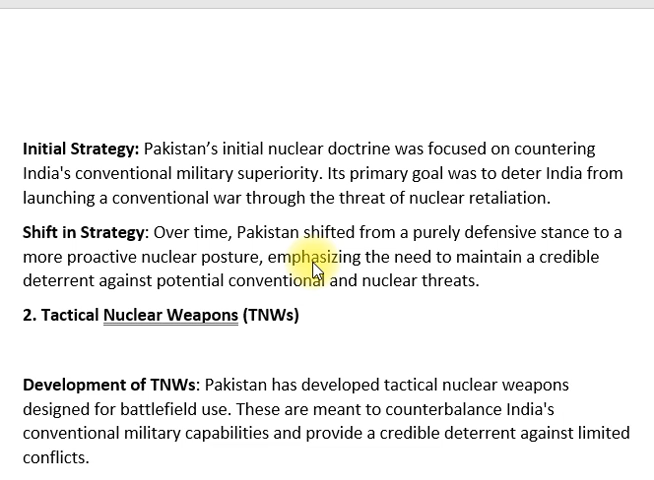 Initial Strategy: Pakistan’s initial nuclear doctrine was focused on countering
India's conventional military superiority. Its primary goal was to deter India from
launching a conventional war through the threat of nuclear retaliation.
Shift in Strategy: Over time, Pakistan shifted from a purely defensive stance to a
more proactive nuclear posture, emphasizing the need to maintain a credible
deterrent against potential conventional and nuclear threats.
2. Tactical Nuclear Weapons (TNWs)
Development of TNWs: Pakistan has developed tactical nuclear weapons
designed for battlefield use. These are meant to counterbalance India's
conventional military capabilities and provide a credible deterrent against limited
conflicts.